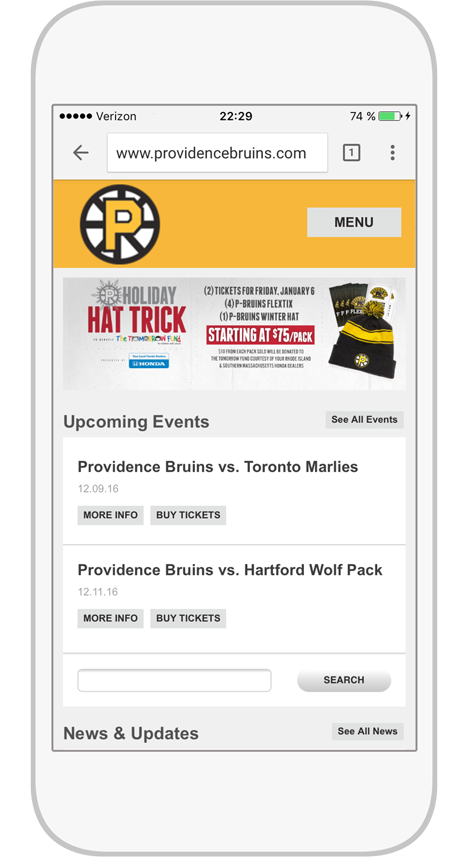 Verizon
22:29
74 %
www.providencebruins.com
1
P
MENU
HOLIDAY
HAT TRICK
TO BENEFIT The Tomorrow Fund
PRESENTED BY
HONDA
(2) TICKETS FOR FRIDAY, JANUARY 6
(4) P-BRUINS FLEXTIX
(1) P-BRUINS WINTER HAT
STARTING AT $75/PACK
$10 FROM EACH PACK SOLD WILL BE DONATED TO
THE TOMORROW FUND COURTESY OF YOUR RHODE ISLAND
& SOUTHERN MASSACHUSETTS HONDA DEALERS
Upcoming Events
See All Events
Providence Bruins vs. Toronto Marlies
12.09.16
MORE INFO
BUY TICKETS
Providence Bruins vs. Hartford Wolf Pack
12.11.16
MORE INFO
BUY TICKETS
SEARCH
News & Updates
See All News